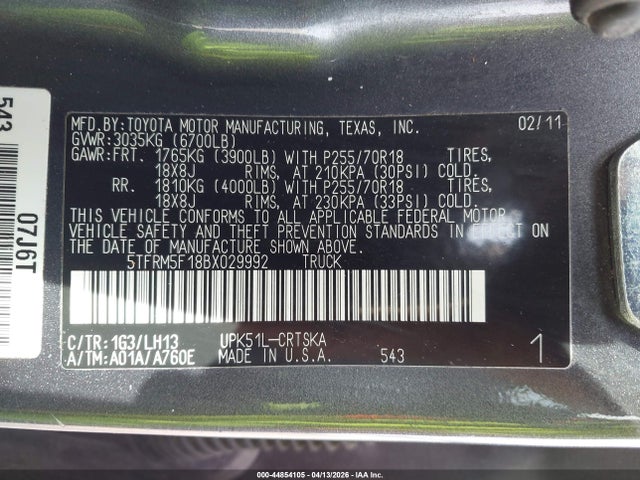 MFD.BY:TOYOTA MOTOR MANUFACTURING, TEXAS, INC. 02/11
GVWR:3035KG (6700LB)
GAWR:FRT. 1765KG (3900LB) WITH P255/70R18 TIRES,
18X8J RIMS, AT 210KPA (30PSI) COLD.
RR. 1810KG (4000LB) WITH P255/70R18 TIRES,
18X8J RIMS, AT 230KPA (33PSI) COLD.
THIS VEHICLE CONFORMS TO ALL APPLICABLE FEDERAL MOTOR
VEHICLE SAFETY AND THEFT PREVENTION STANDARDS IN EFFECT ON
THE DATE OF MANUFACTURE SHOWN ABOVE.
5TFRM5F18BX029992 TRUCK
C/TR:1G3/LH13 UPK51L-CRTSKA
A/TM:A01A/A760E MADE IN U.S.A. 543 1
543
07J6T
000-44854105 - 04/13/2026 - IAA Inc.